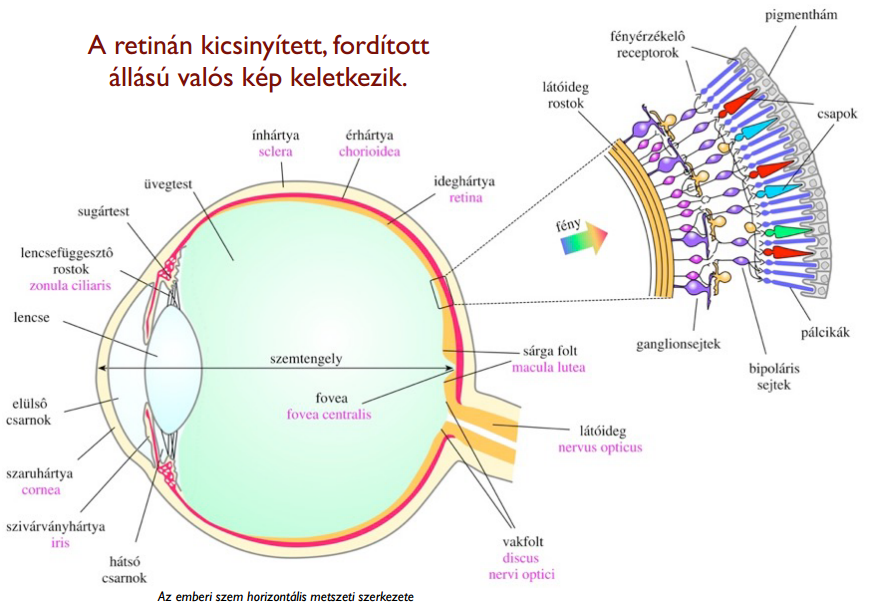 A retinán kicsinyített, fordított
állású valós kép keletkezik.
pigmenthám
fényérzékelő
receptorok
látóideg
rostok
csapok
ínhártya
sclera
érhártya
chorioidea
üvegtest
ideghártya
retina
sugártest
fény
lencsefüggesztő
rostok
zonula ciliaris
lencse
pálcikák
ganglionsejtek
szemtengely
sárga folt
macula lutea
bipoláris
sejtek
fovea
fovea centralis
elülső
csarnok
látóideg
nervus opticus
szaruhártya
cornea
szivárványhártya
iris
vakfolt
discus
nervi optici
hátsó
csarnok
Az emberi szem horizontális metszeti szerkezete